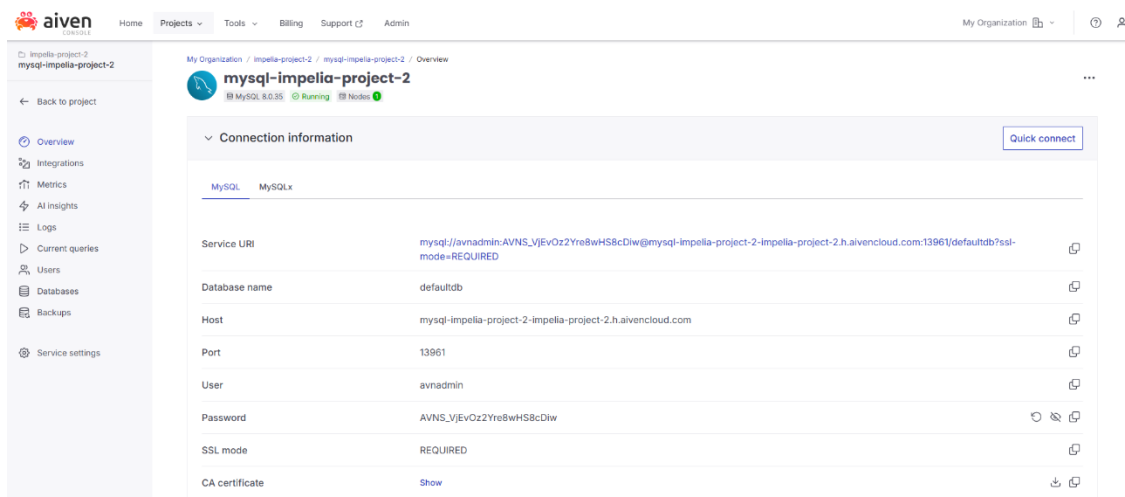 aiven
CONSOLE
Home
Projects
Tools
Billing
Support
Admin
My Organization
impelia-project-2
mysql-impelia-project-2
Back to project
Overview
Integrations
Metrics
AI insights
Logs
Current queries
Users
Databases
Backups
Service settings
My Organization / impelia-project-2 / mysql-impelia-project-2 / Overview
mysql-impelia-project-2
MySQL 8.0.35
Running
Nodes 1
Connection information
Quick connect
MySQL
MySQLx
Service URI
mysql://avnadmin:AVNS_VjEvOz2Yre8wHS8cDiw@mysql-impelia-project-2-impelia-project-2.h.aivencloud.com:13961/defaultdb?ssl-
mode=REQUIRED
Database name
defaultdb
Host
mysql-impelia-project-2-impelia-project-2.h.aivencloud.com
Port
13961
User
avnadmin
Password
AVNS_VjEvOz2Yre8wHS8cDiw
SSL mode
REQUIRED
CA certificate
Show